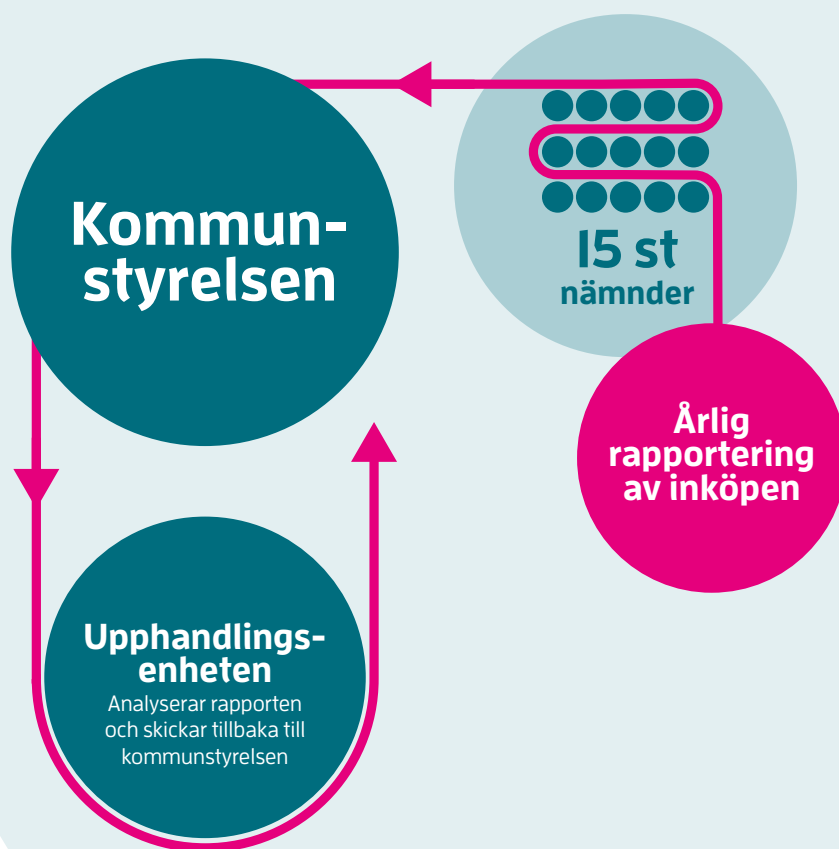 Kommun-
styrelsen
15 st
nämnder
Årlig
rapportering
av inköpen
Upphandlings-
enheten
Analyserar rapporten
och skickar tillbaka till
kommunstyrelsen